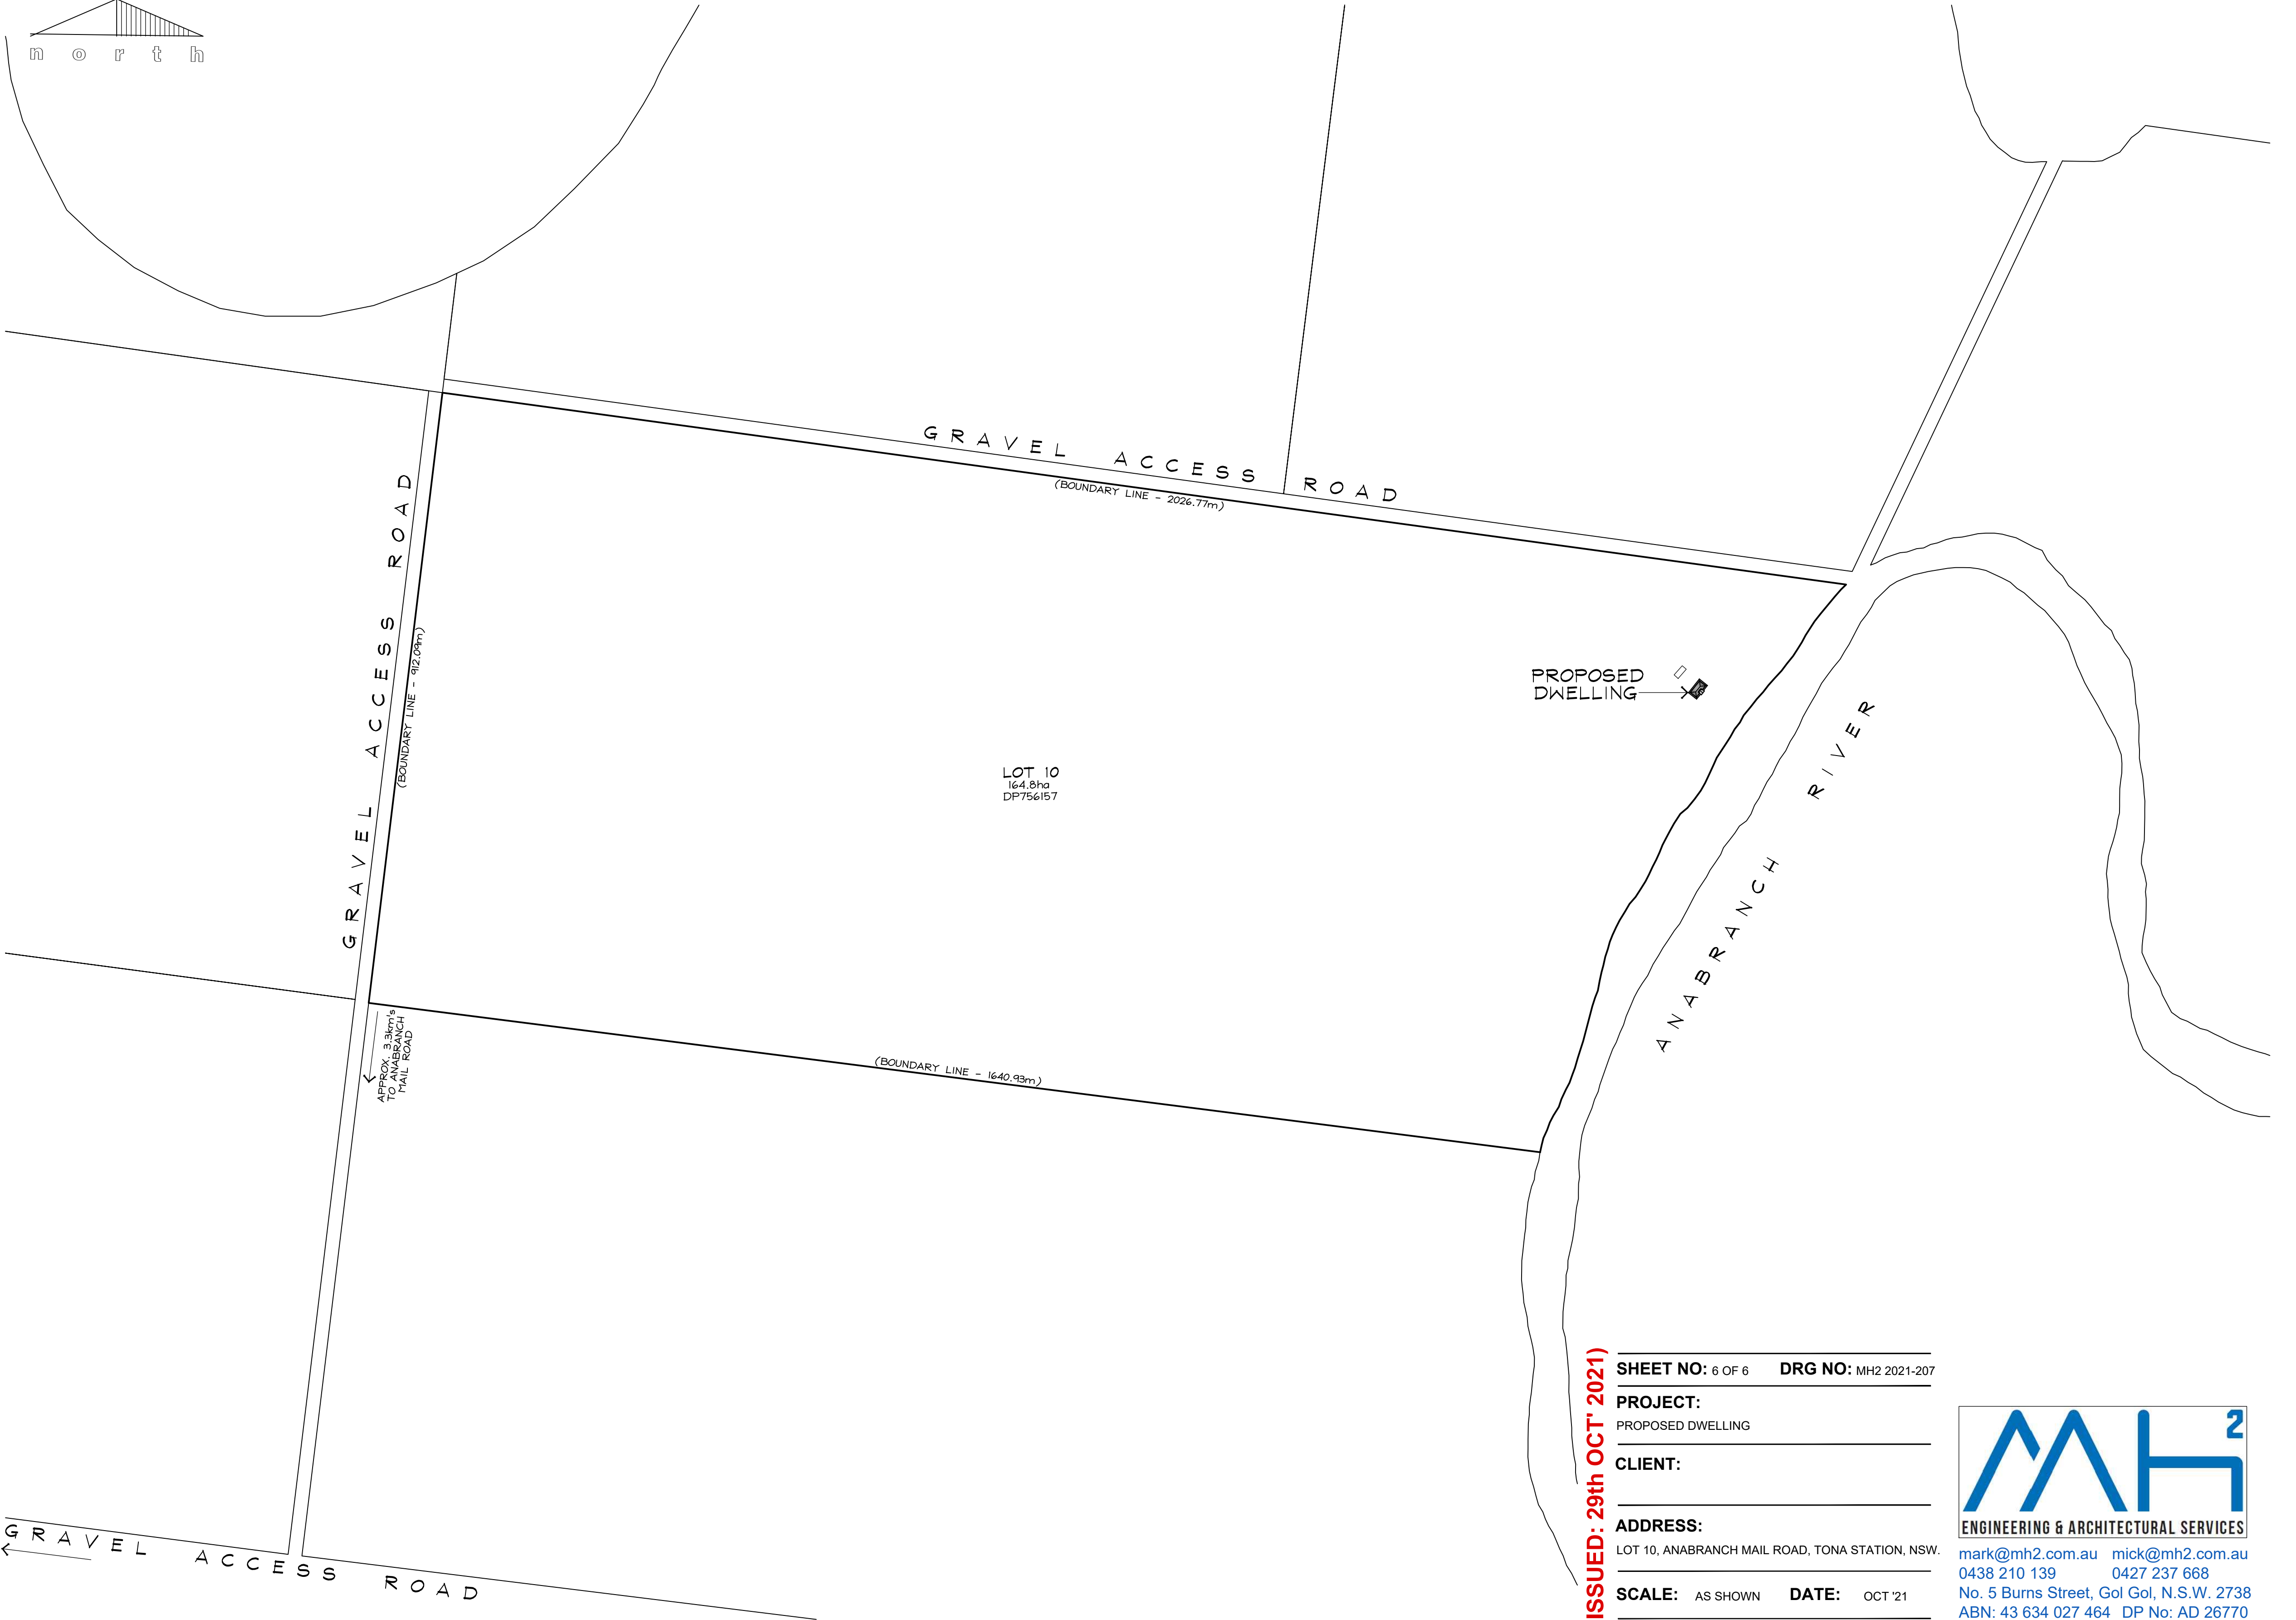 north
GRAVEL ACCESS ROAD
(BOUNDARY LINE - 2026.77m)
GRAVEL ACCESS ROAD
(BOUNDARY LINE - 912.09m)
PROPOSED
DWELLING
LOT 10
164.8ha
DP756157
ANABRANCH RIVER
APPROX. 3.3km's
TO ANABRANCH
MAIL ROAD
(BOUNDARY LINE - 1640.93m)
GRAVEL ACCESS ROAD
ISSUED: 29th OCT' 2021)
SHEET NO: 6 OF 6 DRG NO: MH2 2021-207
PROJECT:
PROPOSED DWELLING
CLIENT:
ADDRESS:
LOT 10, ANABRANCH MAIL ROAD, TONA STATION, NSW.
SCALE: AS SHOWN DATE: OCT '21
MH2
ENGINEERING & ARCHITECTURAL SERVICES
mark@mh2.com.au mick@mh2.com.au
0438 210 139 0427 237 668
No. 5 Burns Street, Gol Gol, N.S.W. 2738
ABN: 43 634 027 464 DP No: AD 26770